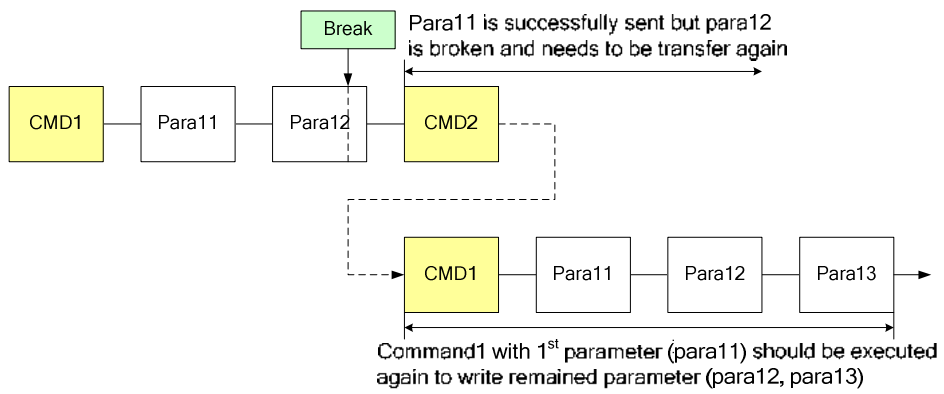 Break
Para11 is successfully sent but para12
is broken and needs to be transfer again
CMD1
Para11
Para12
CMD2
CMD1
Para11
Para12
Para13
Command1 with 1st parameter (para11) should be executed
again to write remained parameter (para12, para13)